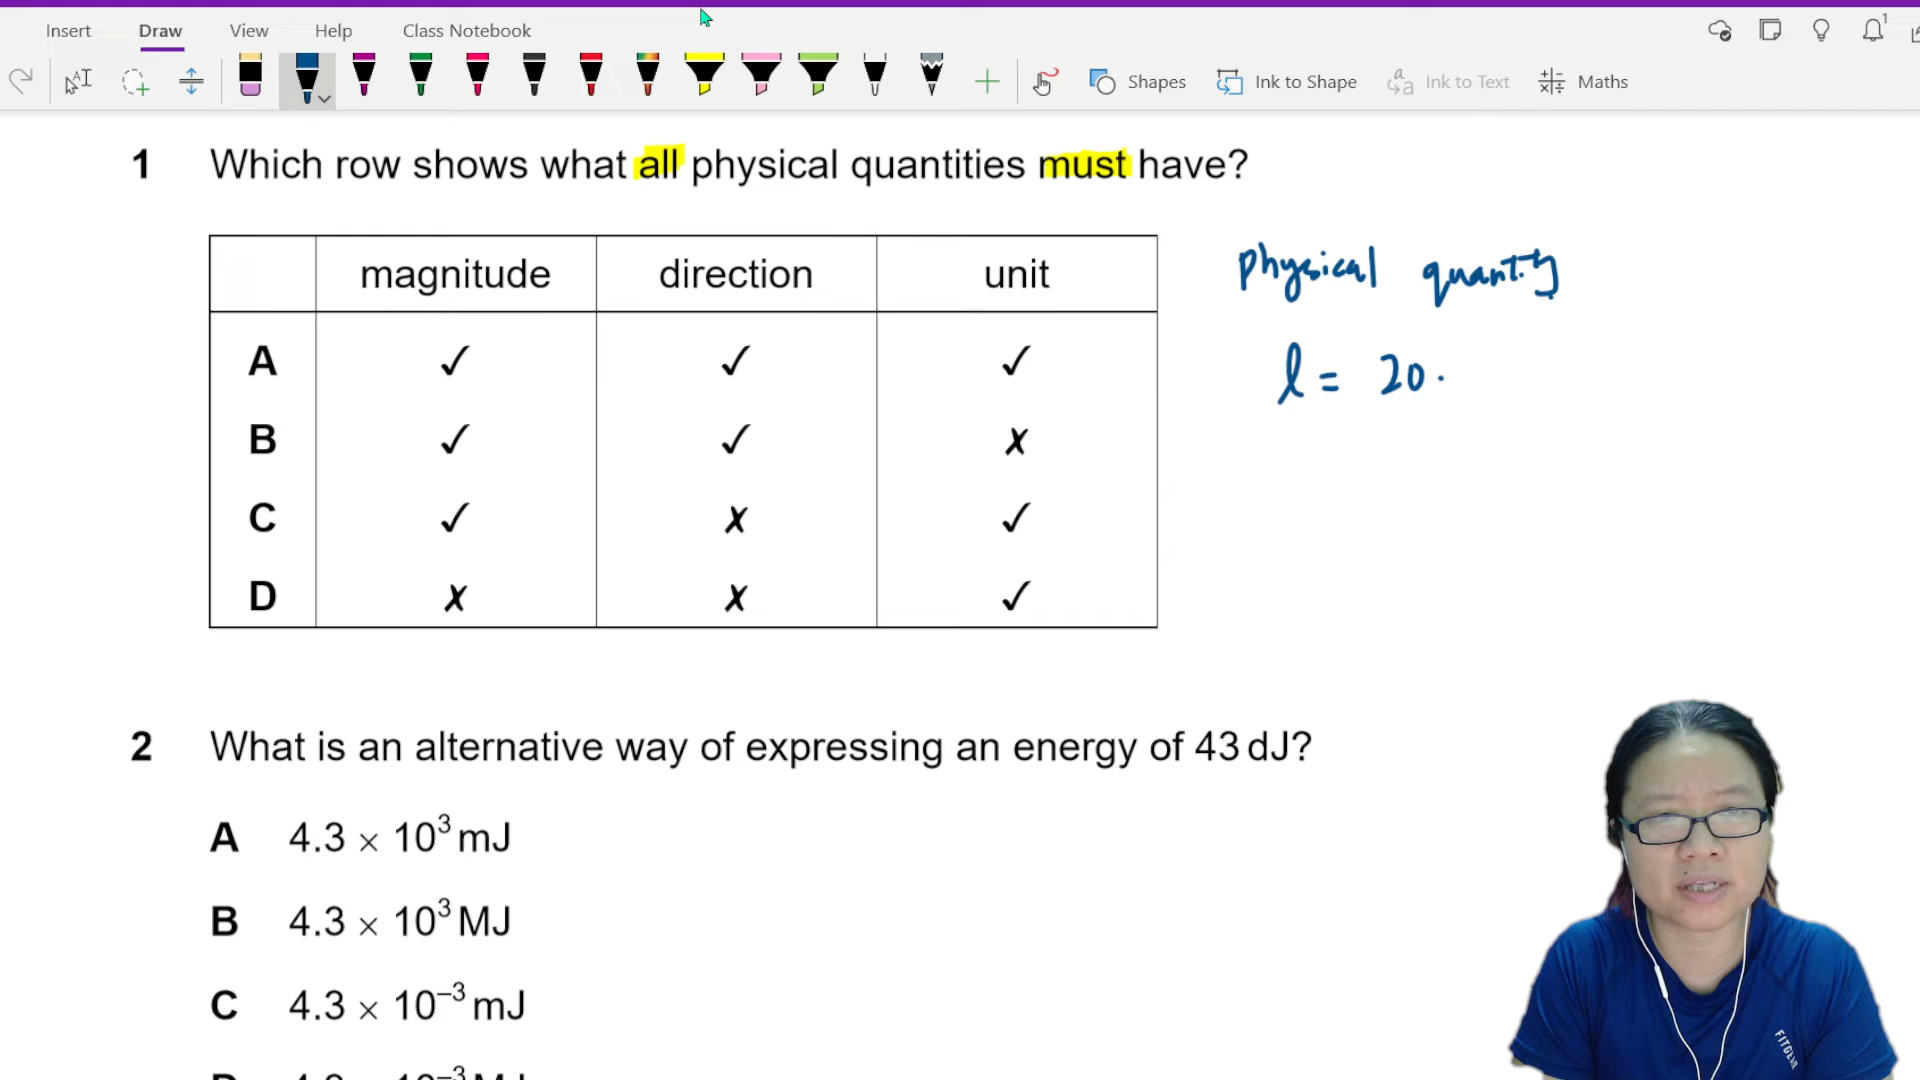 Insert Draw View Help Class Notebook
Shapes Ink to Shape Ink to Text Maths
1 Which row shows what all physical quantities must have?
magnitude direction unit
A ✓ ✓ ✓
B ✓ ✓ ✗
C ✓ ✗ ✓
D ✗ ✗ ✓
physical quantity
l = 20.
2 What is an alternative way of expressing an energy of 43 dJ?
A 4.3 × 10³ mJ
B 4.3 × 10³ MJ
C 4.3 × 10⁻³ mJ